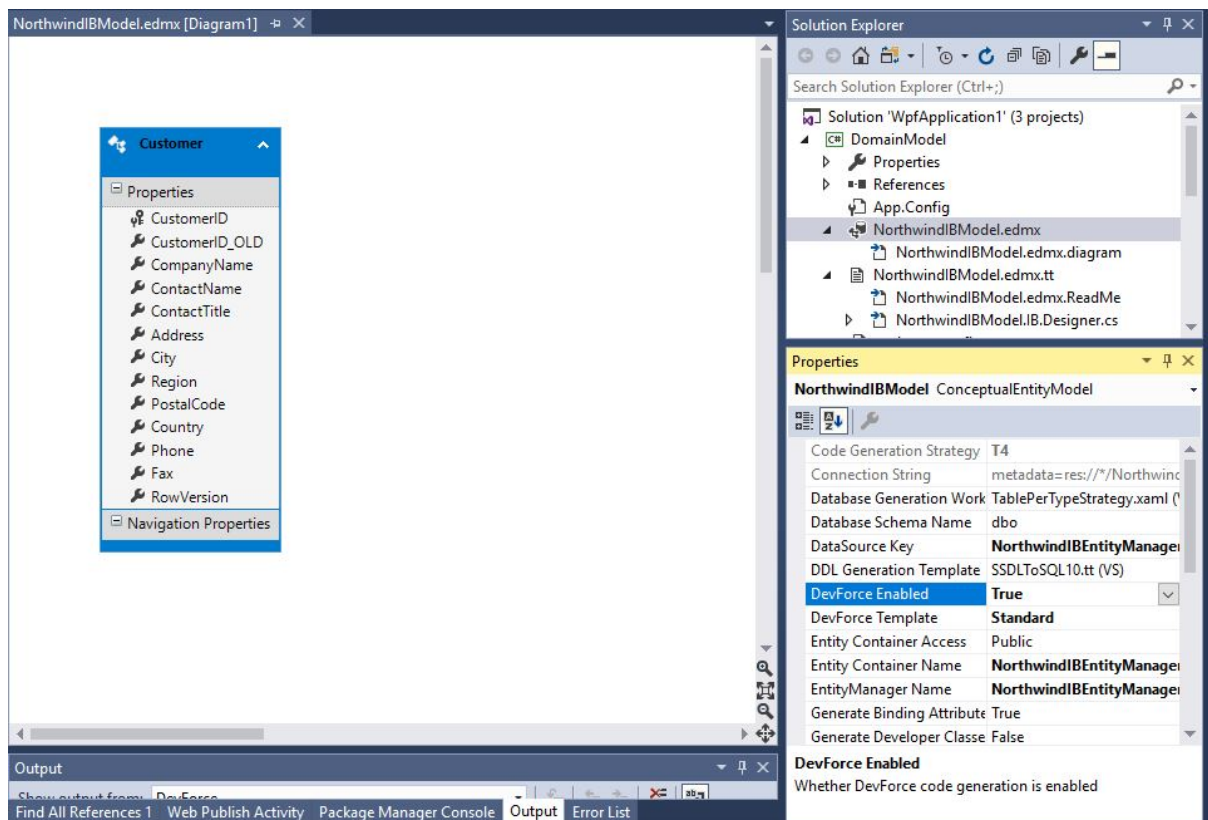 NorthwindIBModel.edmx [Diagram1]
Customer
Properties
CustomerID
CustomerID_OLD
CompanyName
ContactName
ContactTitle
Address
City
Region
PostalCode
Country
Phone
Fax
RowVersion
Navigation Properties
Output
Show output from: DevForce
Find All References 1 Web Publish Activity Package Manager Console Output Error List
Solution Explorer
Search Solution Explorer (Ctrl+;)
Solution 'WpfApplication1' (3 projects)
C# DomainModel
Properties
References
App.Config
NorthwindIBModel.edmx
NorthwindIBModel.edmx.diagram
NorthwindIBModel.edmx.tt
NorthwindIBModel.edmx.ReadMe
NorthwindIBModel.IB.Designer.cs
Properties
NorthwindIBModel ConceptualEntityModel
Code Generation Strategy T4
Connection String metadata=res://*/Northwind
Database Generation Work TablePerTypeStrategy.xaml (V
Database Schema Name dbo
DataSource Key NorthwindIBEntityManager
DDL Generation Template SSDLToSQL10.tt (VS)
DevForce Enabled True
DevForce Template Standard
Entity Container Access Public
Entity Container Name NorthwindIBEntityManager
EntityManager Name NorthwindIBEntityManager
Generate Binding Attribute True
Generate Developer Classe False
DevForce Enabled
Whether DevForce code generation is enabled